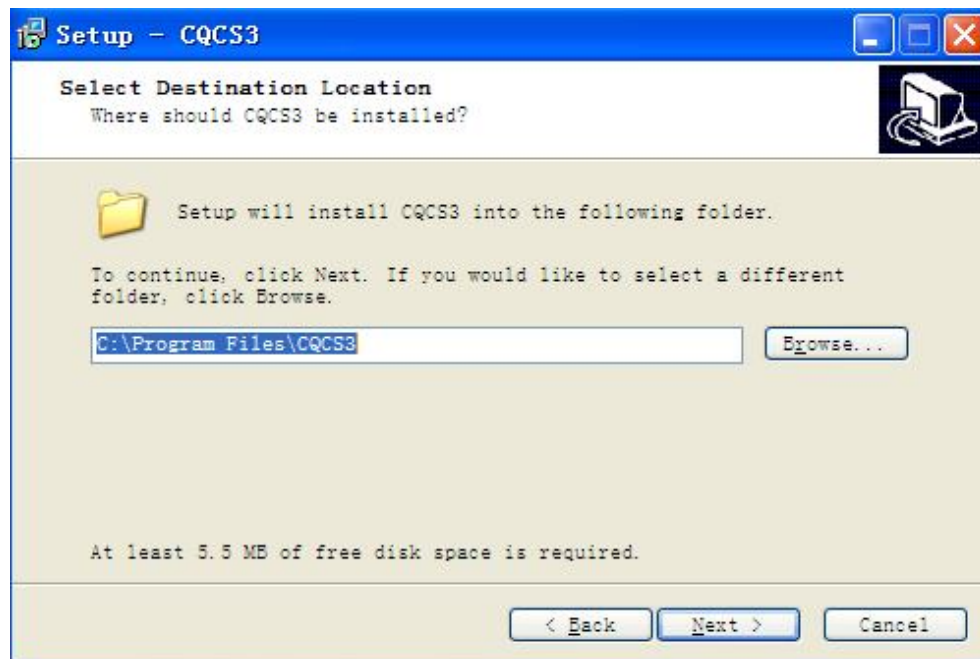 Setup - CQCS3
Select Destination Location
Where should CQCS3 be installed?
Setup will install CQCS3 into the following folder.
To continue, click Next. If you would like to select a different
folder, click Browse.
C:\Program Files\CQCS3
Browse...
At least 5.5 MB of free disk space is required.
< Back
Next >
Cancel